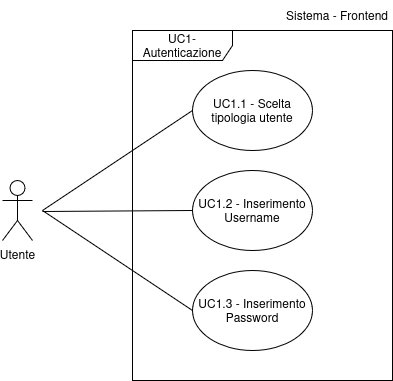 Sistema - Frontend
UC1-
Autenticazione
UC1.1 - Scelta
tipologia utente
UC1.2 - Inserimento
Username
Utente
UC1.3 - Inserimento
Password